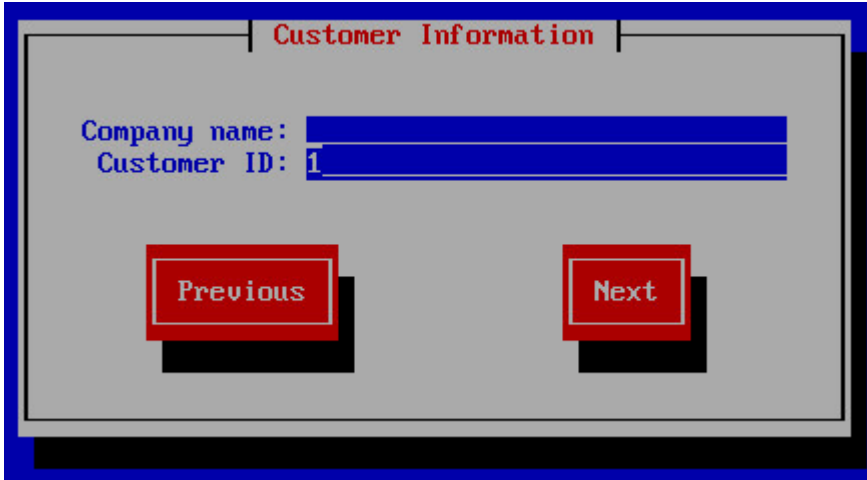 Customer Information
Company name:
Customer ID: 1
Previous
Next